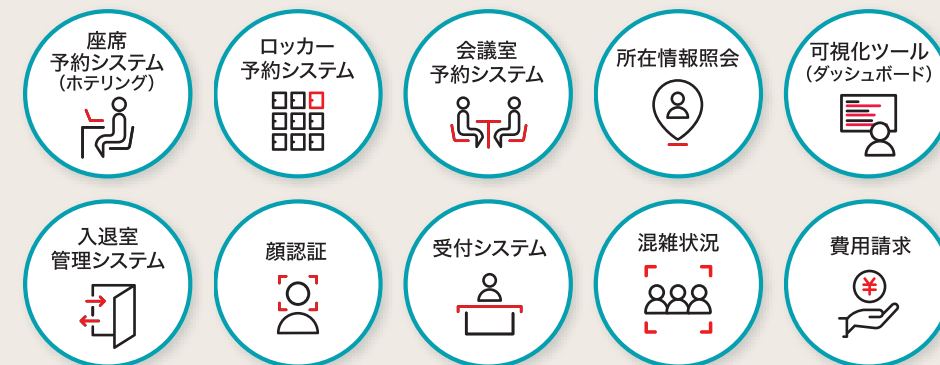 座席
予約システム
（ホテリング）
ロッカー
予約システム
会議室
予約システム
所在情報照会
可視化ツール
（ダッシュボード）
入退室
管理システム
顔認証
受付システム
混雑状況
費用請求
¥